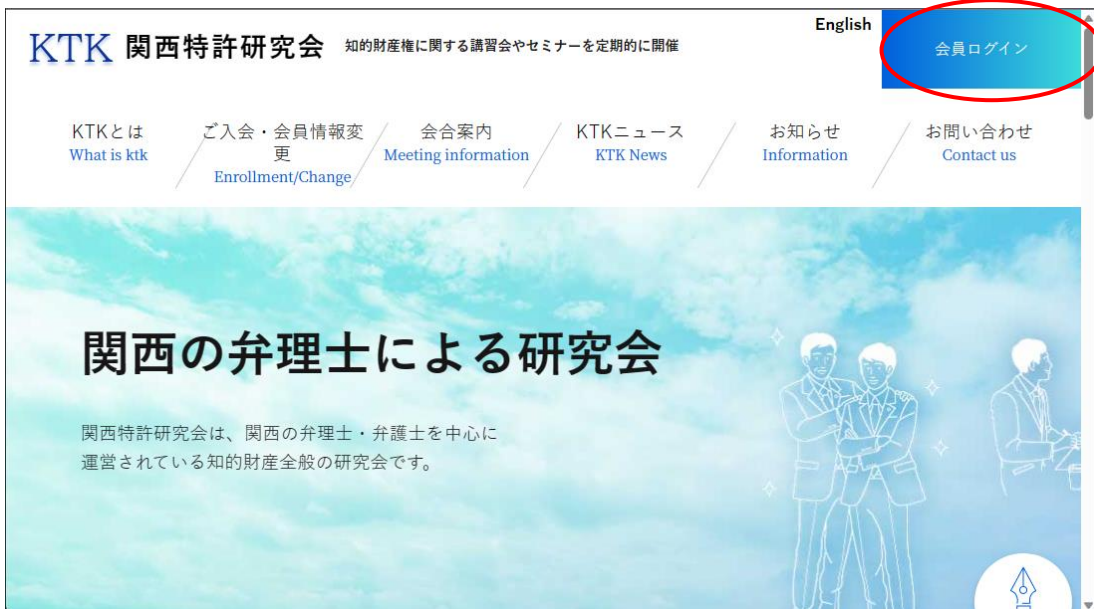 KTK 関西特許研究会 知的財産権に関する講習会やセミナーを定期的に開催
English
会員ログイン
KTKとは
What is ktk
ご入会・会員情報変
更
Enrollment/Change
会合案内
Meeting information
KTKニュース
KTK News
お知らせ
Information
お問い合わせ
Contact us
関西の弁理士による研究会
関西特許研究会は、関西の弁理士・弁護士を中心に
運営されている知的財産全般の研究会です。